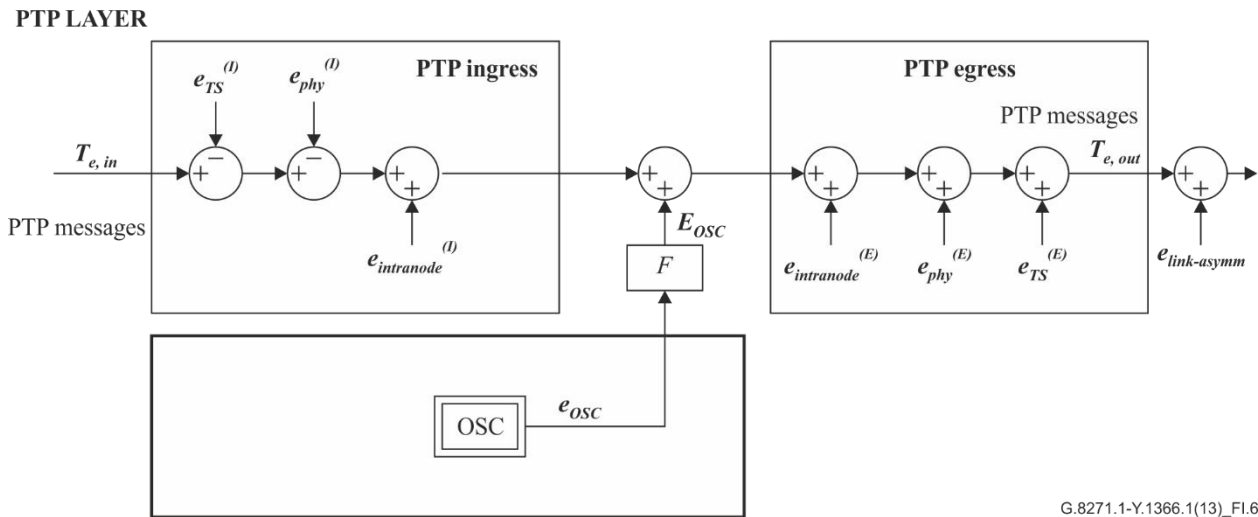 PTP LAYER
PTP ingress
PTP egress
e_TS^(I)
e_phy^(I)
PTP messages
T_e, in
− − + + + + + + + + + + + + + +
T_e, out
PTP messages
e_intranode^(I)
E_OSC
F
e_intranode^(E)
e_phy^(E)
e_TS^(E)
e_link-asymm
OSC
e_OSC
G.8271.1-Y.1366.1(13)_FI.6